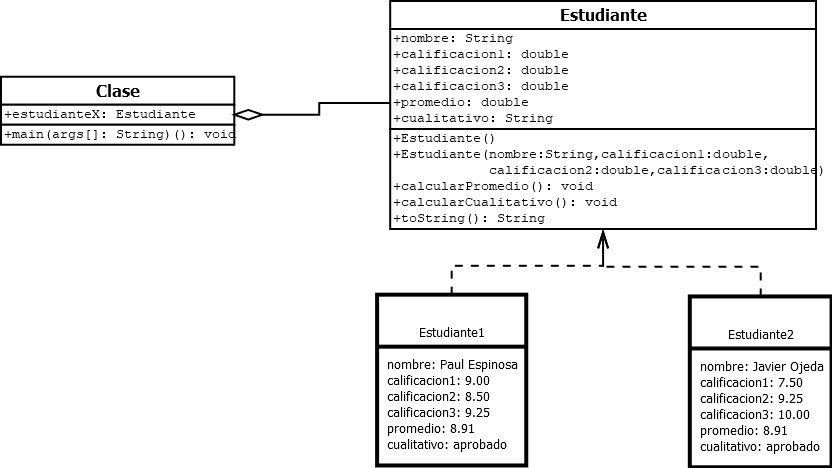 Clase
+estudianteX: Estudiante
+main(args[]: String)(): void
Estudiante
+nombre: String
+calificacion1: double
+calificacion2: double
+calificacion3: double
+promedio: double
+cualitativo: String
+Estudiante()
+Estudiante(nombre:String,calificacion1:double,
calificacion2:double,calificacion3:double)
+calcularPromedio(): void
+calcularCualitativo(): void
+toString(): String
Estudiante1
nombre: Paul Espinosa
calificacion1: 9.00
calificacion2: 8.50
calificacion3: 9.25
promedio: 8.91
cualitativo: aprobado
Estudiante2
nombre: Javier Ojeda
calificacion1: 7.50
calificacion2: 9.25
calificacion3: 10.00
promedio: 8.91
cualitativo: aprobado